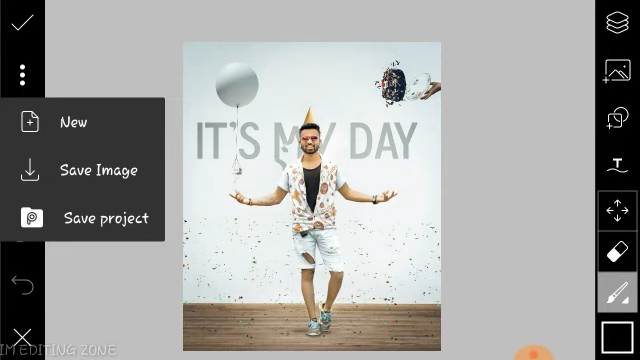 New
Save Image
Save project
IT'S MY DAY
IM EDITING ZONE